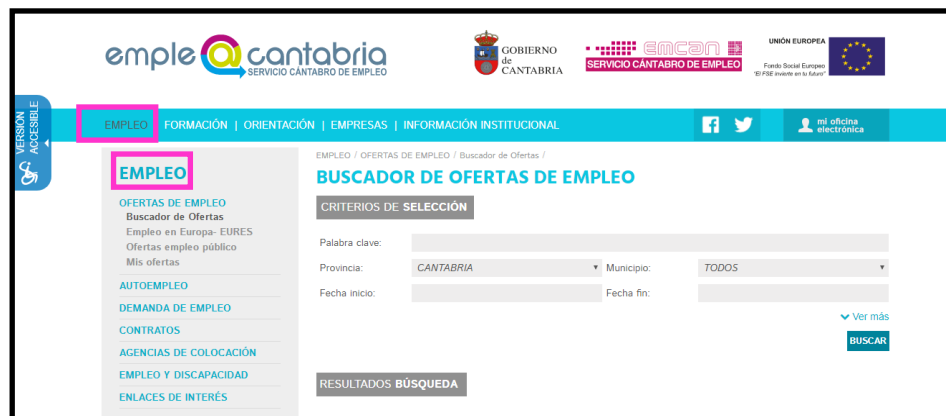 emple@cantabria
SERVICIO CÁNTABRO DE EMPLEO
GOBIERNO
de
CANTABRIA
emcan
SERVICIO CÁNTABRO DE EMPLEO
UNIÓN EUROPEA
Fondo Social Europeo
"El FSE invierte en tu futuro"
VERSIÓN
ACCESIBLE
EMPLEO FORMACIÓN | ORIENTACIÓN | EMPRESAS | INFORMACIÓN INSTITUCIONAL
mi oficina
electrónica
EMPLEO / OFERTAS DE EMPLEO / Buscador de Ofertas /
EMPLEO
OFERTAS DE EMPLEO
Buscador de Ofertas
Empleo en Europa- EURES
Ofertas empleo público
Mis ofertas
AUTOEMPLEO
DEMANDA DE EMPLEO
CONTRATOS
AGENCIAS DE COLOCACIÓN
EMPLEO Y DISCAPACIDAD
ENLACES DE INTERÉS
BUSCADOR DE OFERTAS DE EMPLEO
CRITERIOS DE SELECCIÓN
Palabra clave:
Provincia: CANTABRIA Municipio: TODOS
Fecha inicio: Fecha fin:
Ver más
BUSCAR
RESULTADOS BÚSQUEDA